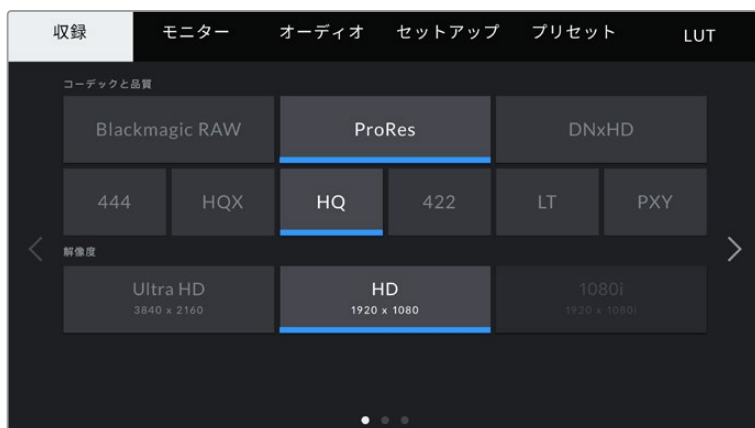 収録 モニター オーディオ セットアップ プリセット LUT
コーデックと品質
Blackmagic RAW ProRes DNxHD
444 HQX HQ 422 LT PXY
解像度
Ultra HD HD 1080i
3840 x 2160 1920 x 1080 1920 x 1080i